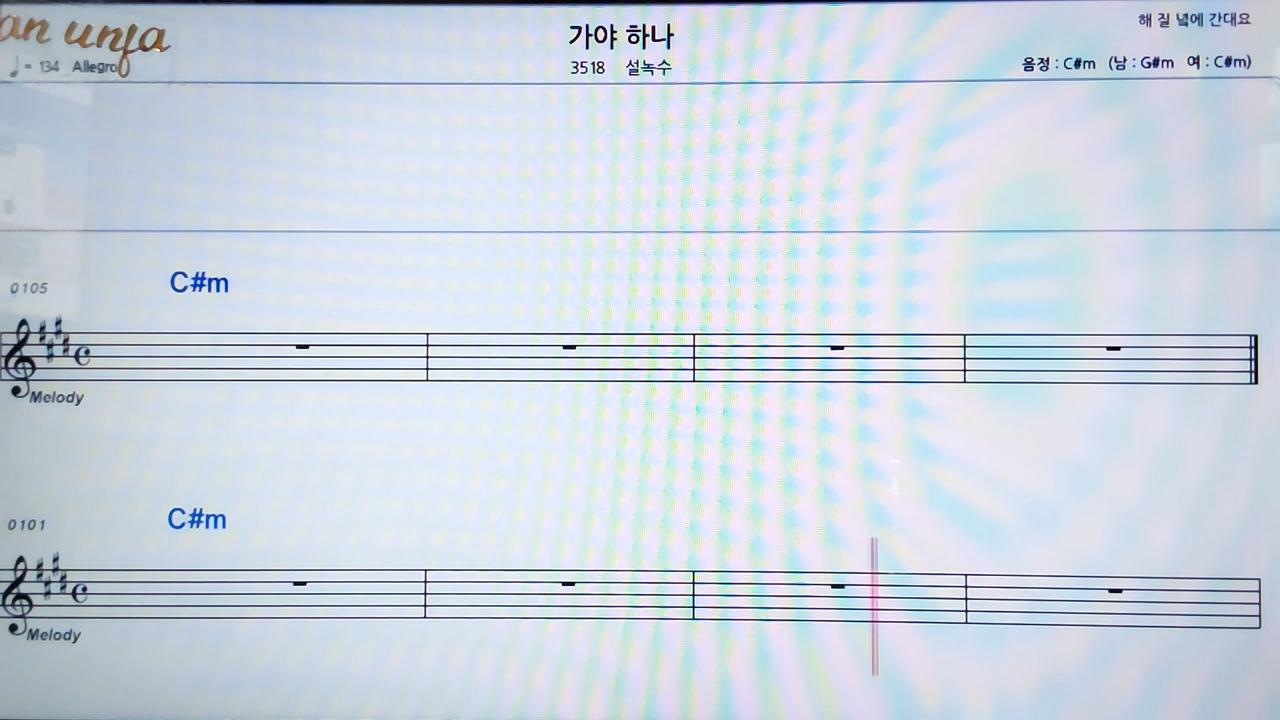 an unja
가야 하나
해 질 녘에 간대요
♩= 134 Allegro
3518 설녹수
음정 : C#m (남 : G#m 여 : C#m)
0105
C#m
Melody
0101
C#m
Melody